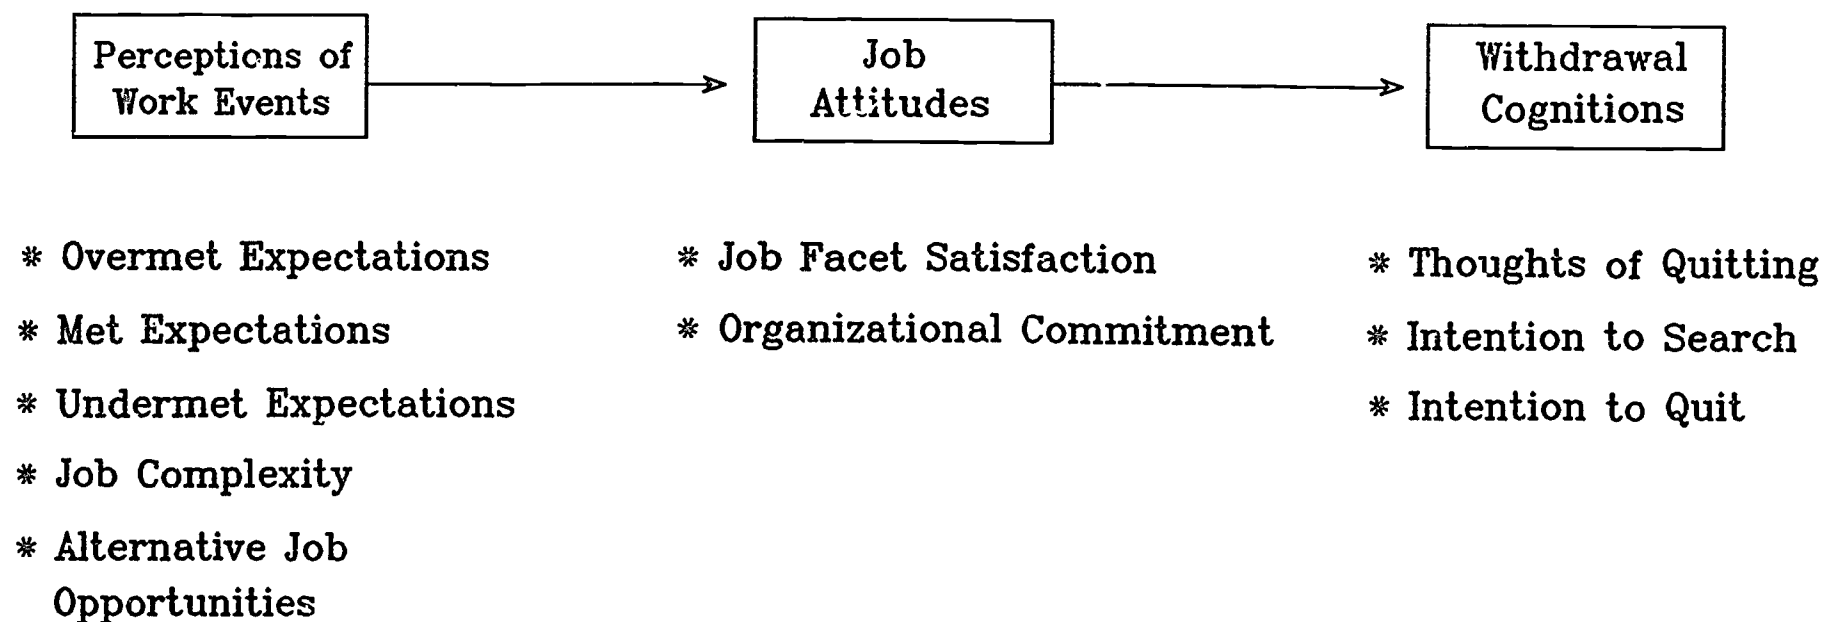 Perceptions of
Work Events
Job
Attitudes
Withdrawal
Cognitions
* Overmet Expectations
* Met Expectations
* Undermet Expectations
* Job Complexity
* Alternative Job
Opportunities
* Job Facet Satisfaction
* Organizational Commitment
* Thoughts of Quitting
* Intention to Search
* Intention to Quit